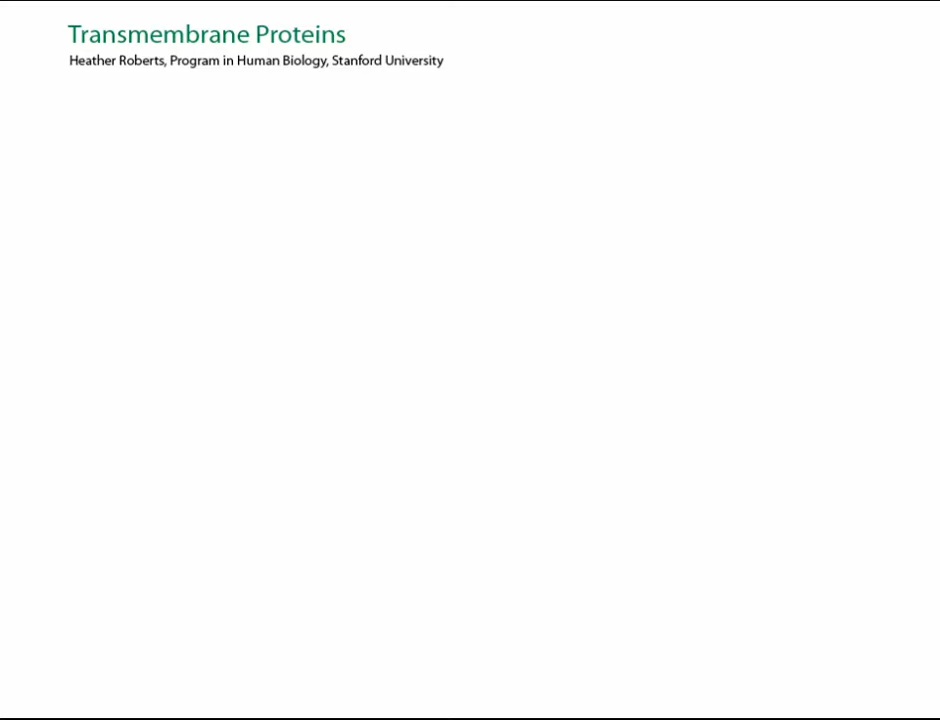 Transmembrane Proteins
Heather Roberts, Program in Human Biology, Stanford University